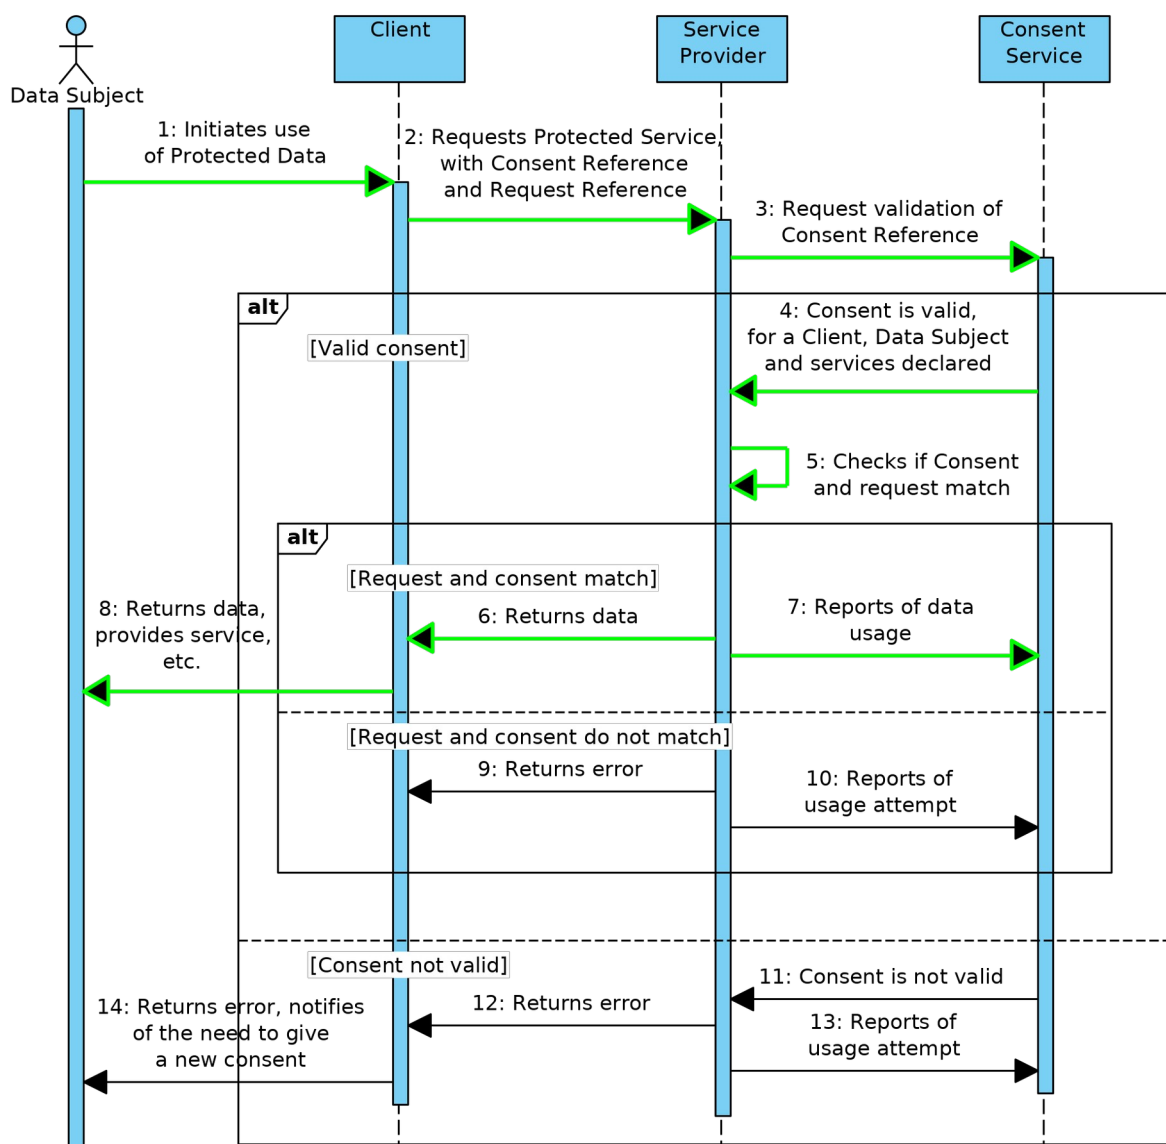 Data Subject
Client
Service
Provider
Consent
Service
1: Initiates use
of Protected Data
2: Requests Protected Service,
with Consent Reference
and Request Reference
3: Request validation of
Consent Reference
alt
[Valid consent]
4: Consent is valid,
for a Client, Data Subject
and services declared
5: Checks if Consent
and request match
alt
[Request and consent match]
6: Returns data
7: Reports of data
usage
8: Returns data,
provides service,
etc.
[Request and consent do not match]
9: Returns error
10: Reports of
usage attempt
[Consent not valid]
11: Consent is not valid
12: Returns error
13: Reports of
usage attempt
14: Returns error, notifies
of the need to give
a new consent